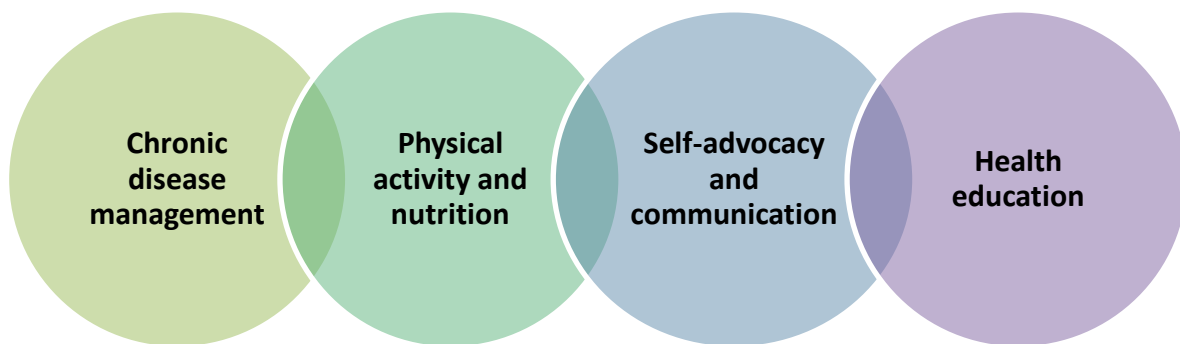 Chronic
disease
management
Physical
activity and
nutrition
Self-advocacy
and
communication
Health
education